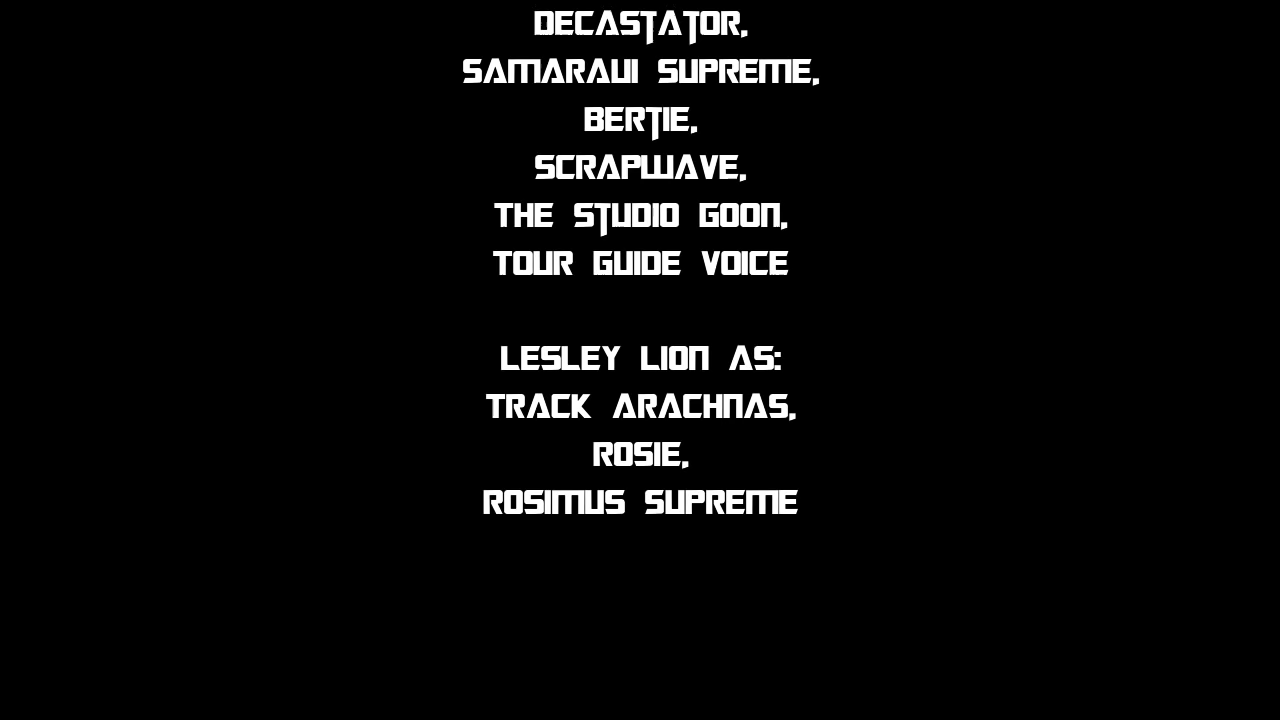 DECASTATOR,
SAMARAUI SUPREME,
BERTIE,
SCRAPWAVE,
THE STUDIO GOON,
TOUR GUIDE VOICE
LESLEY LION AS:
TRACK ARACHNAS,
ROSIE,
ROSIMUS SUPREME